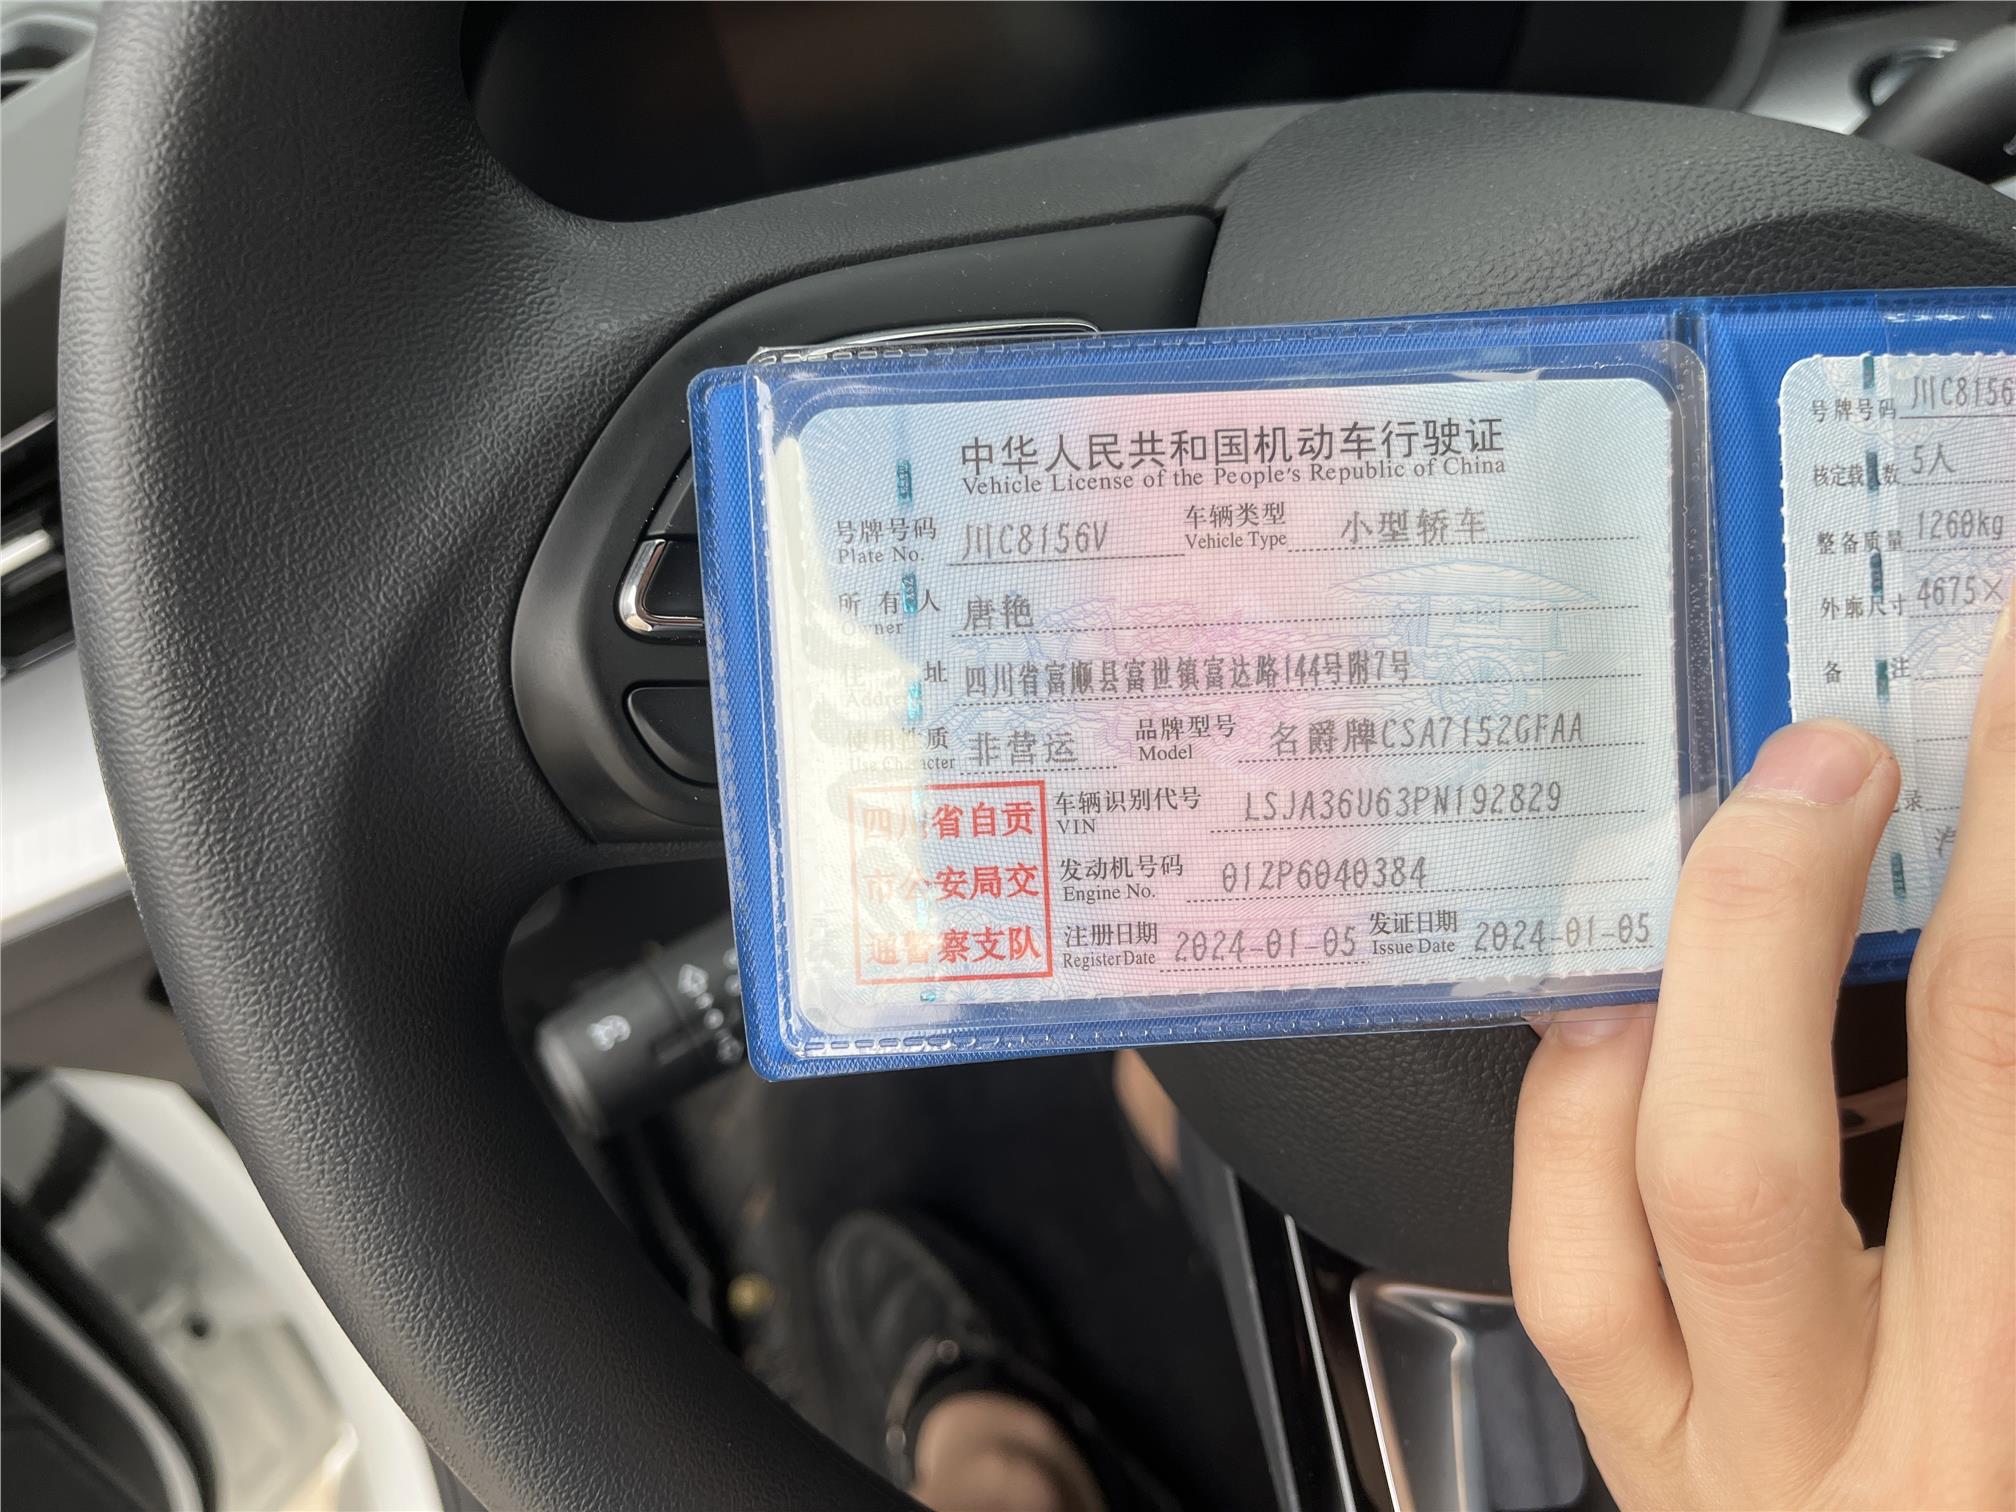 中华人民共和国机动车行驶证
Vehicle License of the People's Republic of China
号牌号码 川C8156V 车辆类型 小型轿车
Plate No. Vehicle Type
所有人 唐艳
Owner
住址 四川省富顺县富世镇富达路144号附7号
Address
使用性质 非营运 品牌型号 名爵牌CSA7152GFAA
Use Character Model
四川省自贡
市公安局交
通警察支队
车辆识别代号 LSJA36U63PN192829
VIN
发动机号码 01ZP6040384
Engine No.
注册日期 2024-01-05 发证日期 2024-01-05
Register Date Issue Date
号牌号码 川C8156
核定载人数 5人
整备质量 1260kg
外廓尺寸 4675×
备注
录